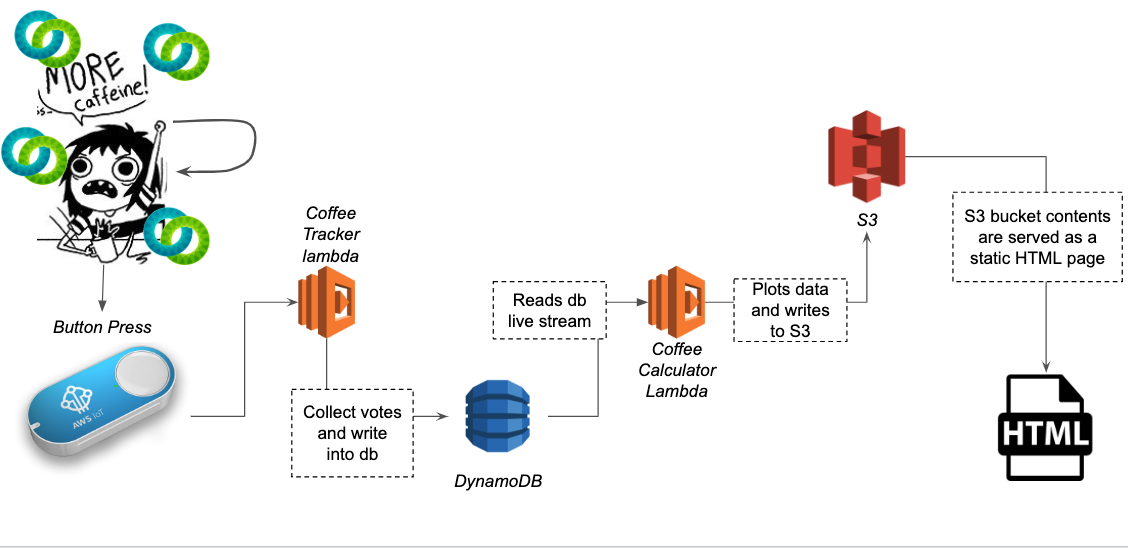 MORE
caffeine!
Coffee
Tracker
lambda
Button Press
AWS IoT
Collect votes
and write
into db
DynamoDB
Reads db
live stream
Coffee
Calculator
Lambda
Plots data
and writes
to S3
S3
S3 bucket contents
are served as a
static HTML page
HTML